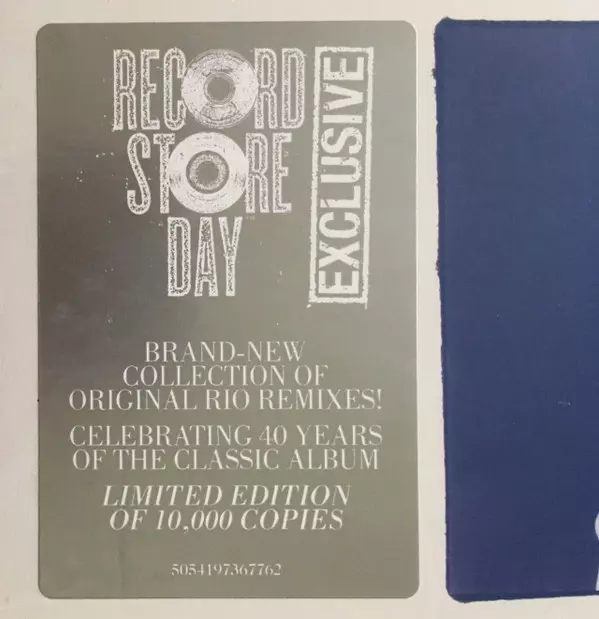 RECORD
STORE
DAY
EXCLUSIVE
BRAND-NEW
COLLECTION OF
ORIGINAL RIO REMIXES!
CELEBRATING 40 YEARS
OF THE CLASSIC ALBUM
LIMITED EDITION
OF 10,000 COPIES
5054197367762